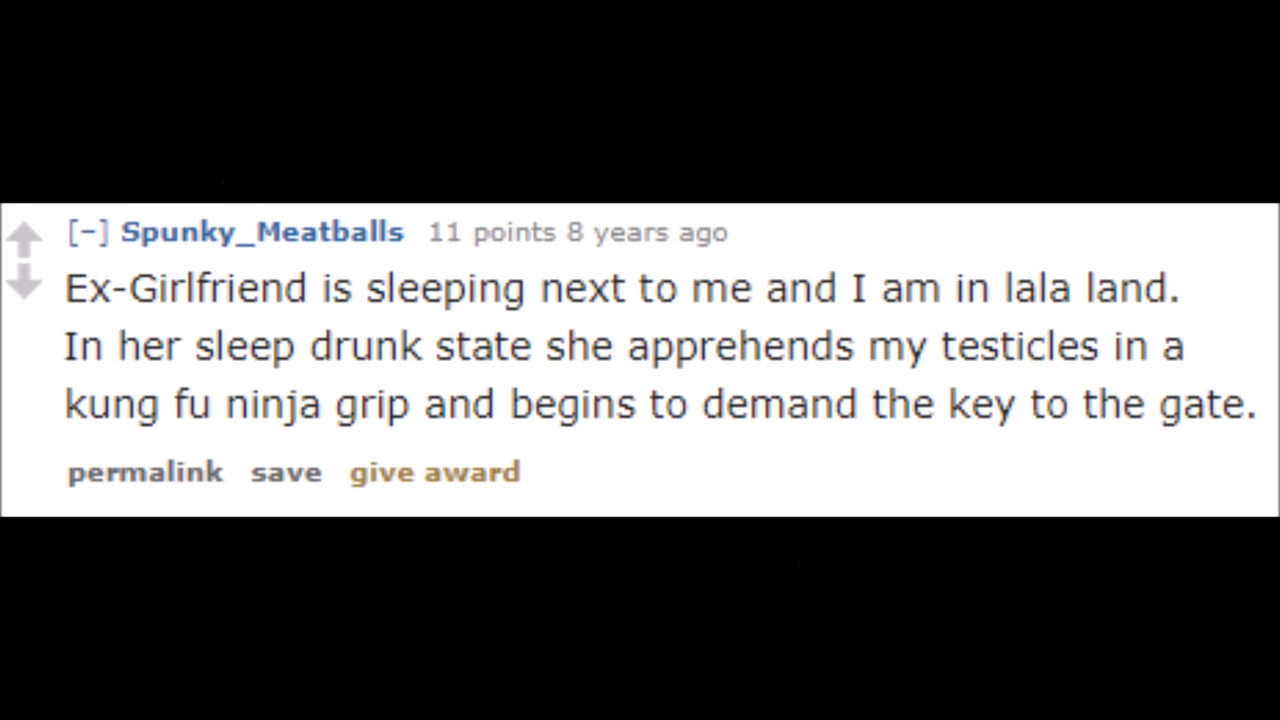 [–] Spunky_Meatballs 11 points 8 years ago
Ex-Girlfriend is sleeping next to me and I am in lala land.
In her sleep drunk state she apprehends my testicles in a
kung fu ninja grip and begins to demand the key to the gate.
permalink save give award